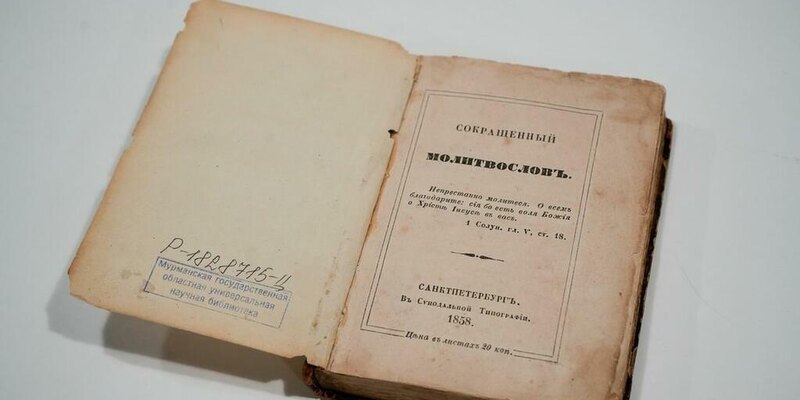 Р-1828715-Ц
Мурманская государственная
областная универсальная
научная библиотека
СОКРАЩЕННЫЙ
МОЛИТВОСЛОВЪ.
Непрестанно молитеся. О всемъ
благодарите: сія бо есть воля Божія
о Хрістѣ Іисусѣ въ васъ.
1 Солун. гл. V, ст. 18.
САНКТПЕТЕРБУРГЪ.
Въ Сѵнодальной Типографіи.
1858.
Цѣна въ листахъ 20 коп.